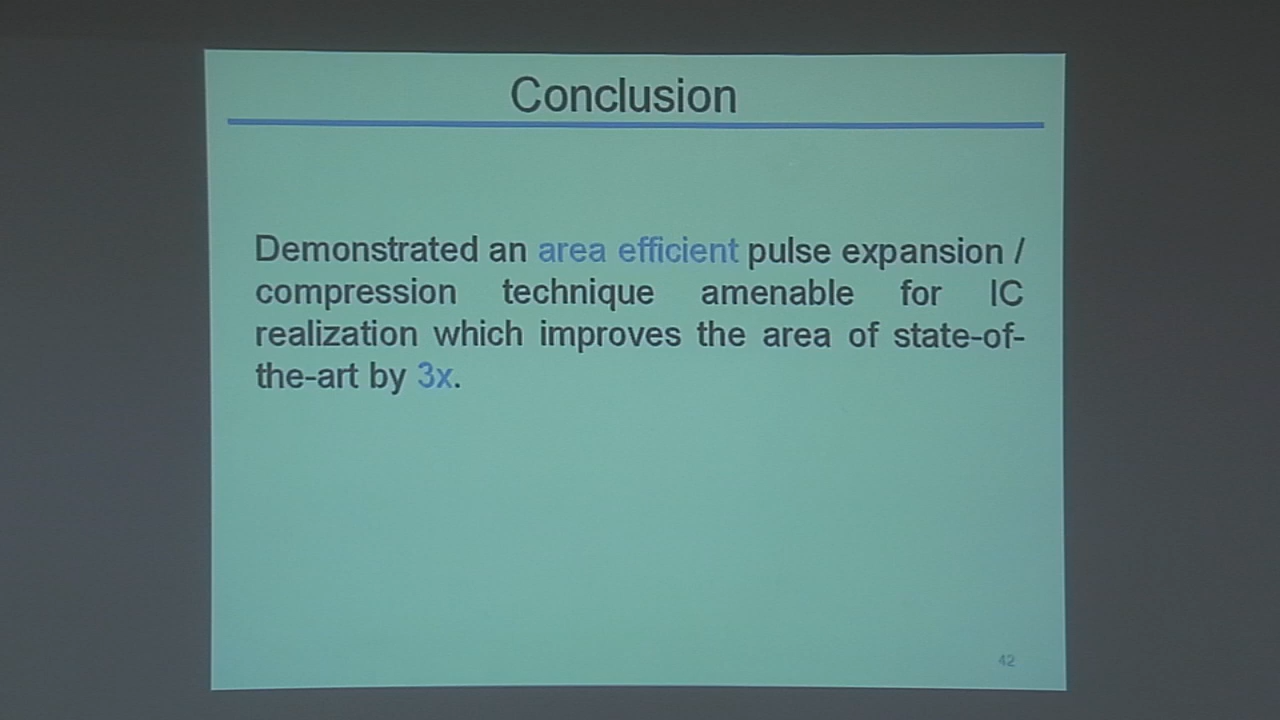 Conclusion
Demonstrated an area efficient pulse expansion /
compression technique amenable for IC
realization which improves the area of state-of-
the-art by 3x.
42